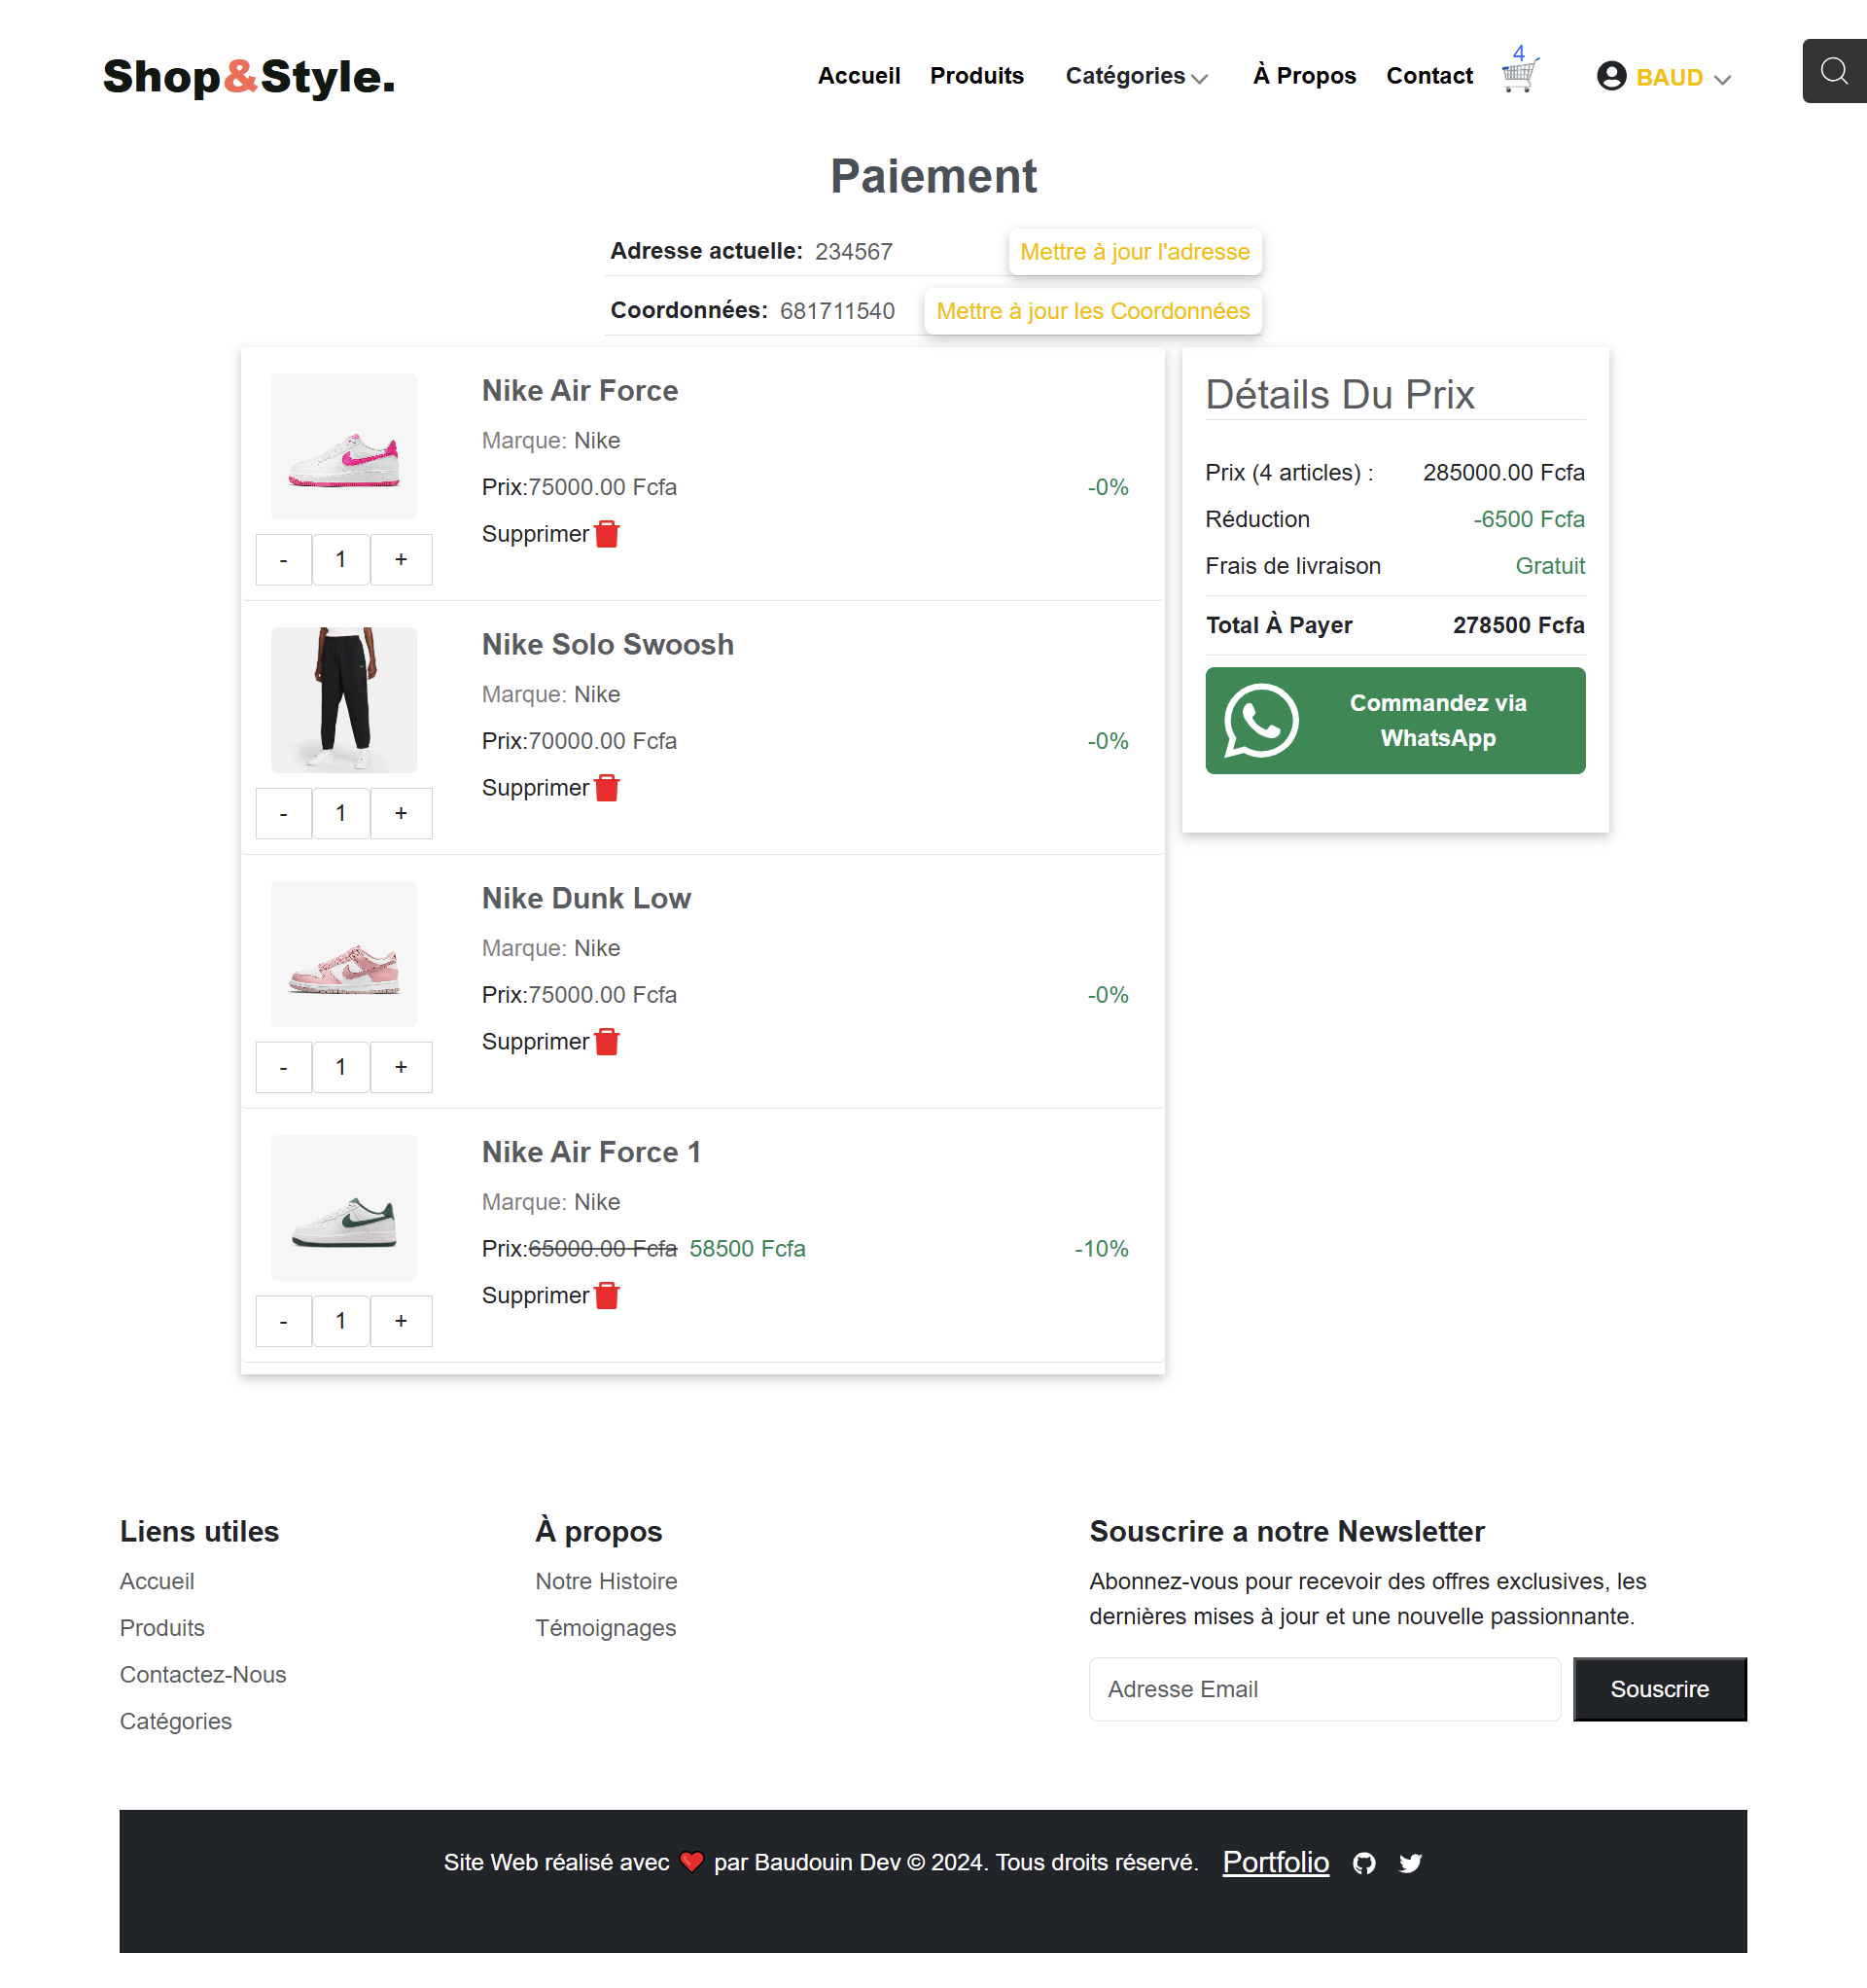 Shop&Style.
Accueil Produits Catégories À Propos Contact 4 BAUD
Paiement
Adresse actuelle: 234567 Mettre à jour l'adresse
Coordonnées: 681711540 Mettre à jour les Coordonnées
Nike Air Force
Marque: Nike
Prix:75000.00 Fcfa -0%
Supprimer
- 1 +
Nike Solo Swoosh
Marque: Nike
Prix:70000.00 Fcfa -0%
Supprimer
- 1 +
Nike Dunk Low
Marque: Nike
Prix:75000.00 Fcfa -0%
Supprimer
- 1 +
Nike Air Force 1
Marque: Nike
Prix:65000.00 Fcfa 58500 Fcfa -10%
Supprimer
- 1 +
Détails Du Prix
Prix (4 articles) : 285000.00 Fcfa
Réduction -6500 Fcfa
Frais de livraison Gratuit
Total À Payer 278500 Fcfa
Commandez via
WhatsApp
Liens utiles
Accueil
Produits
Contactez-Nous
Catégories
À propos
Notre Histoire
Témoignages
Souscrire a notre Newsletter
Abonnez-vous pour recevoir des offres exclusives, les
dernières mises à jour et une nouvelle passionnante.
Adresse Email Souscrire
Site Web réalisé avec ❤️ par Baudouin Dev © 2024. Tous droits réservé. Portfolio